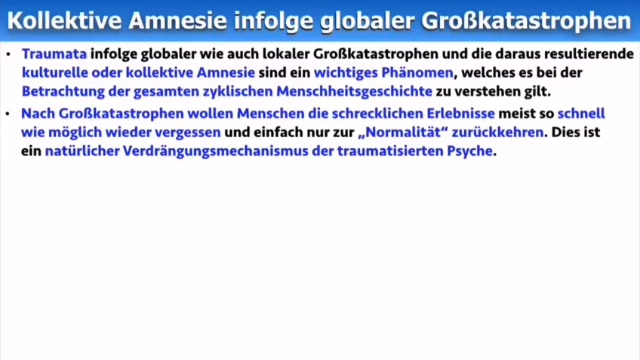 Kollektive Amnesie infolge globaler Großkatastrophen
• Traumata infolge globaler wie auch lokaler Großkatastrophen und die daraus resultierende
kulturelle oder kollektive Amnesie sind ein wichtiges Phänomen, welches es bei der
Betrachtung der gesamten zyklischen Menschheitsgeschichte zu verstehen gilt.
• Nach Großkatastrophen wollen Menschen die schrecklichen Erlebnisse meist so schnell
wie möglich wieder vergessen und einfach nur zur „Normalität“ zurückkehren. Dies ist
ein natürlicher Verdrängungsmechanismus der traumatisierten Psyche.